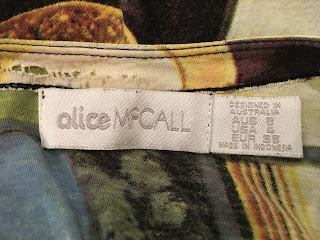 alice McCALL
DESIGNED IN
AUSTRALIA
AUS 8
USA 4
EUR 36
MADE IN INDONESIA